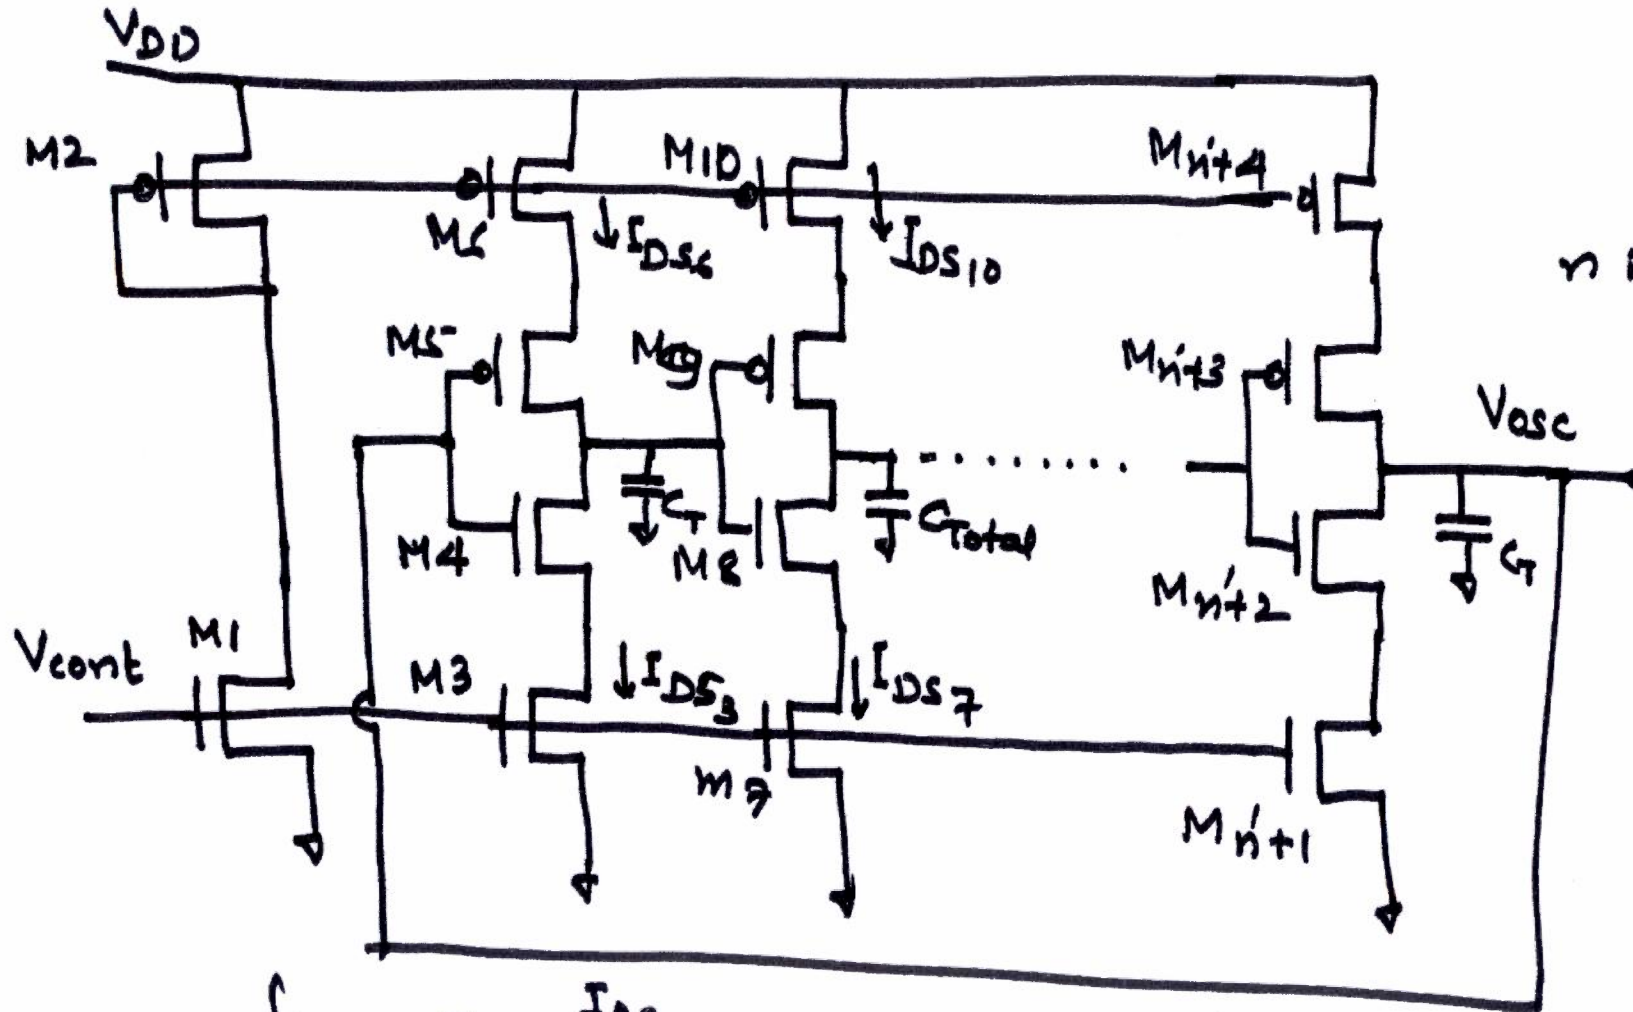 VDD
M2
M6
M10
Mn'+4
IDS6
IDS10
n
M5
M9
Mn'+3
Vosc
CT
CTotal
CT
M4
M8
Mn'+2
Vcont
M1
M3
IDS3
M7
IDS7
Mn'+1